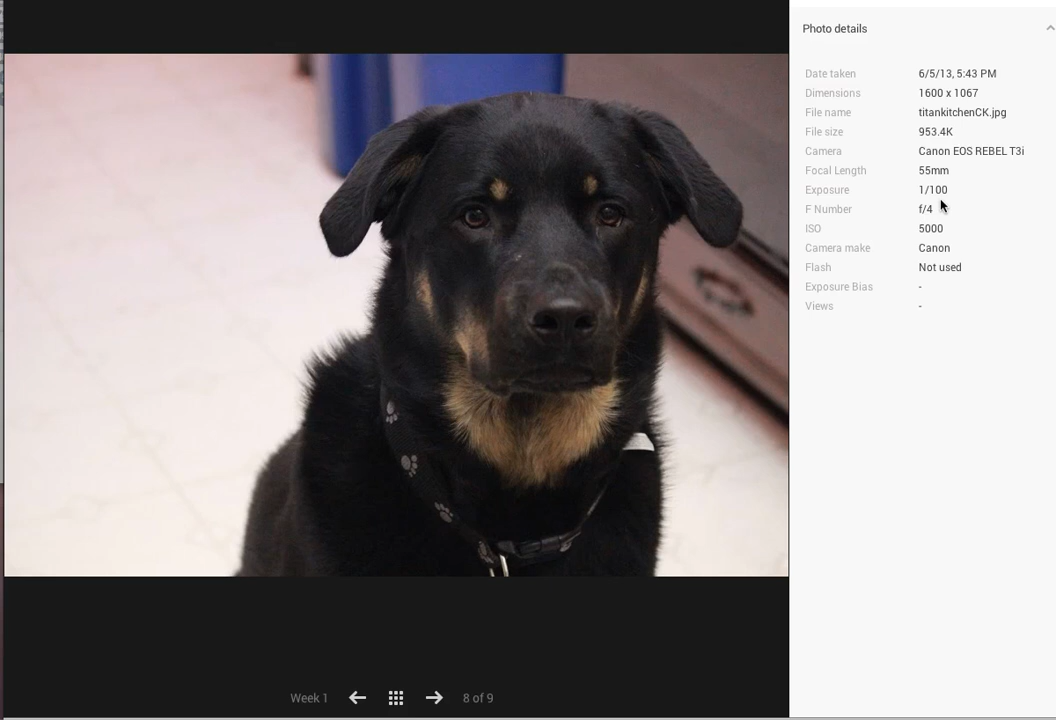 Photo details
Date taken 6/5/13, 5:43 PM
Dimensions 1600 x 1067
File name titankitchenCK.jpg
File size 953.4K
Camera Canon EOS REBEL T3i
Focal Length 55mm
Exposure 1/100
F Number f/4
ISO 5000
Camera make Canon
Flash Not used
Exposure Bias -
Views -
Week 1 8 of 9